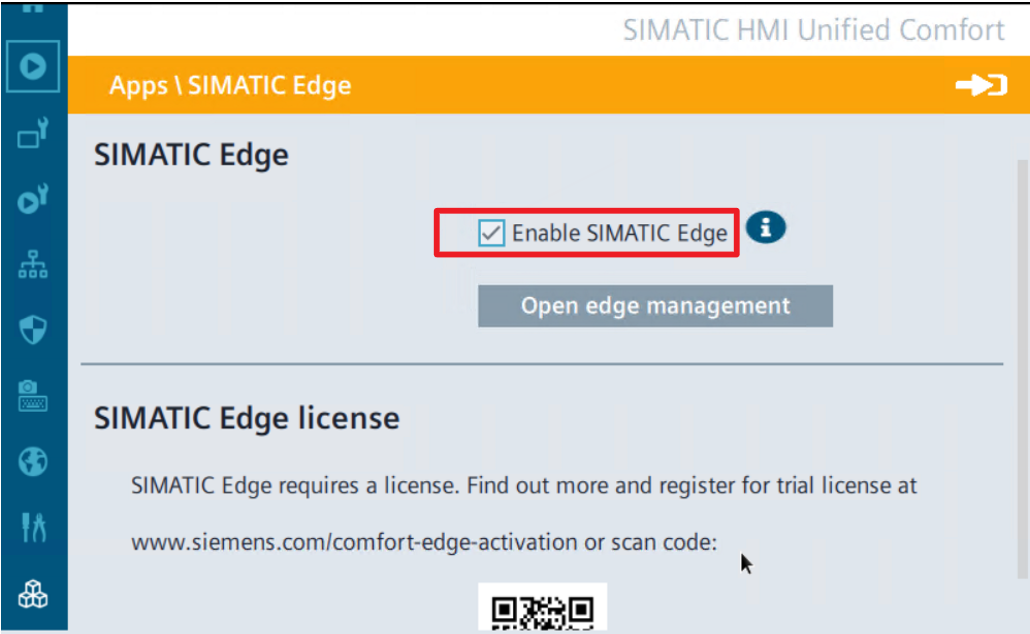 SIMATIC HMI Unified Comfort
Apps \ SIMATIC Edge
SIMATIC Edge
Enable SIMATIC Edge
Open edge management
SIMATIC Edge license
SIMATIC Edge requires a license. Find out more and register for trial license at
www.siemens.com/comfort-edge-activation or scan code: